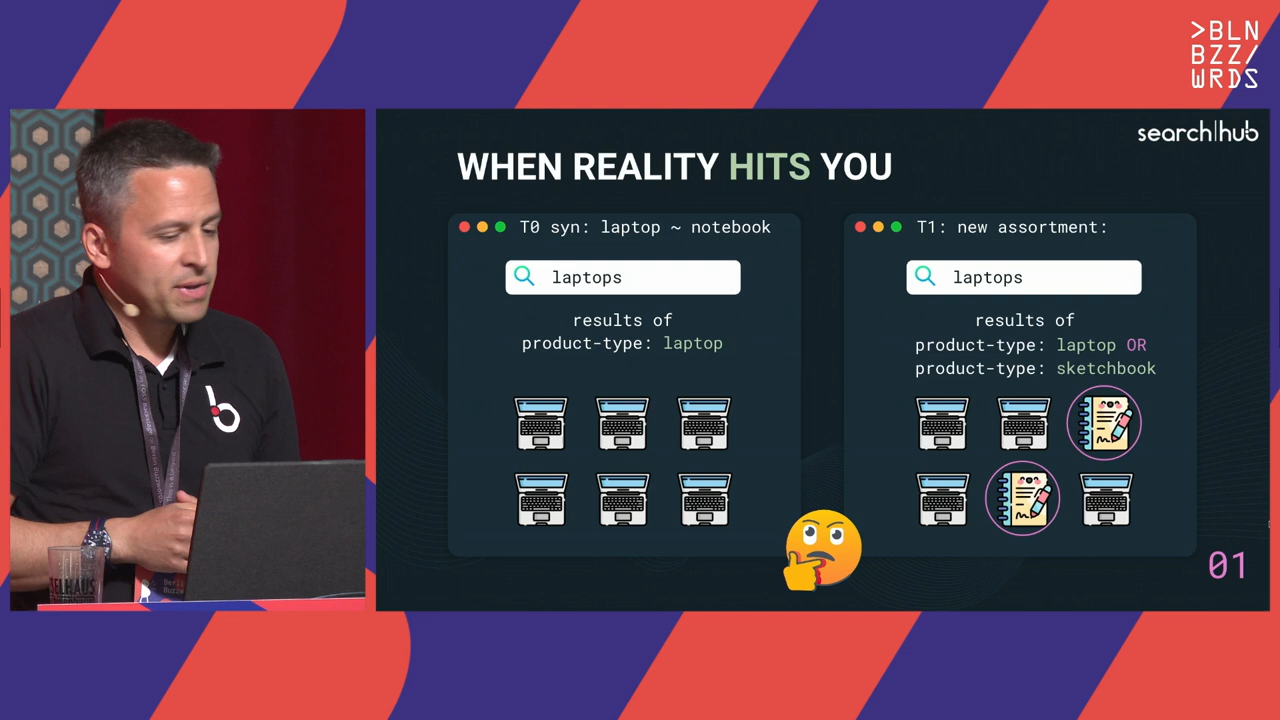 >BLN
BZZ/
WRDS
search|hub
WHEN REALITY HITS YOU
T0 syn: laptop ~ notebook
laptops
results of
product-type: laptop
T1: new assortment:
laptops
results of
product-type: laptop OR
product-type: sketchbook
01
b